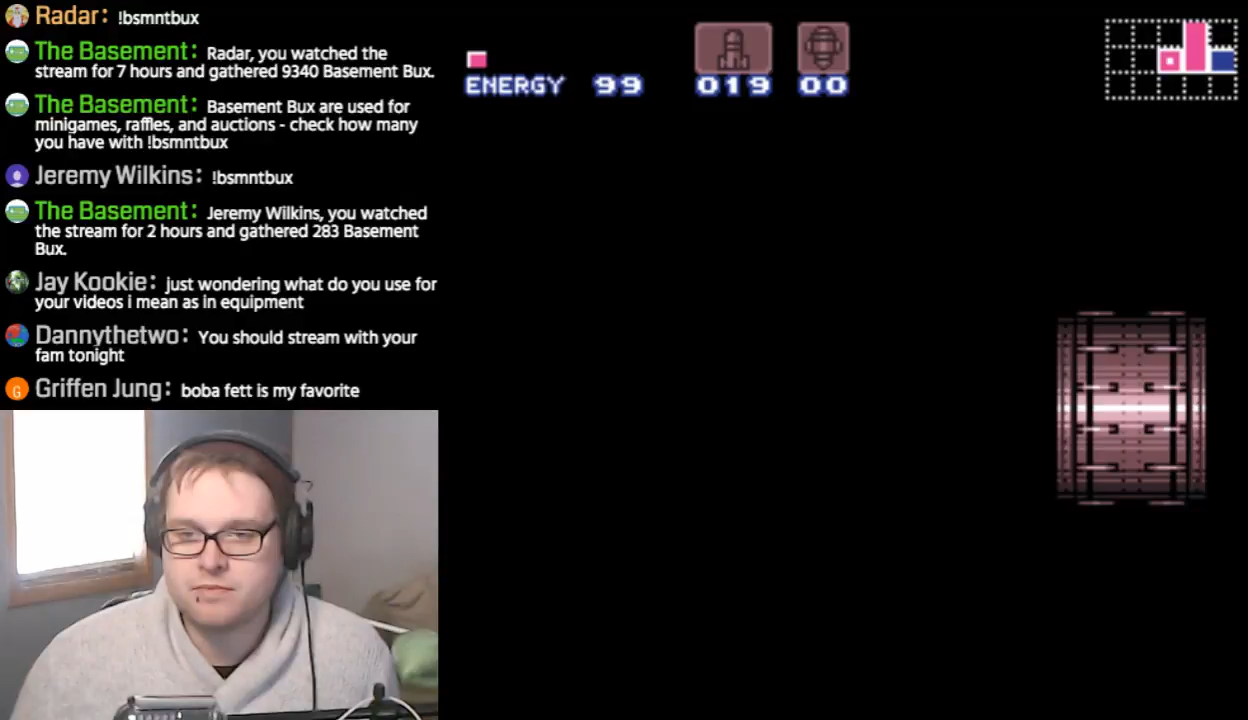 Radar: !bsmntbux
The Basement: Radar, you watched the
stream for 7 hours and gathered 9340 Basement Bux.
The Basement: Basement Bux are used for
minigames, raffles, and auctions - check how many
you have with !bsmntbux
Jeremy Wilkins: !bsmntbux
The Basement: Jeremy Wilkins, you watched
the stream for 2 hours and gathered 283 Basement
Bux.
Jay Kookie: just wondering what do you use for
your videos i mean as in equipment
Dannythetwo: You should stream with your
fam tonight
G Griffen Jung: boba fett is my favorite
ENERGY 99 019 00